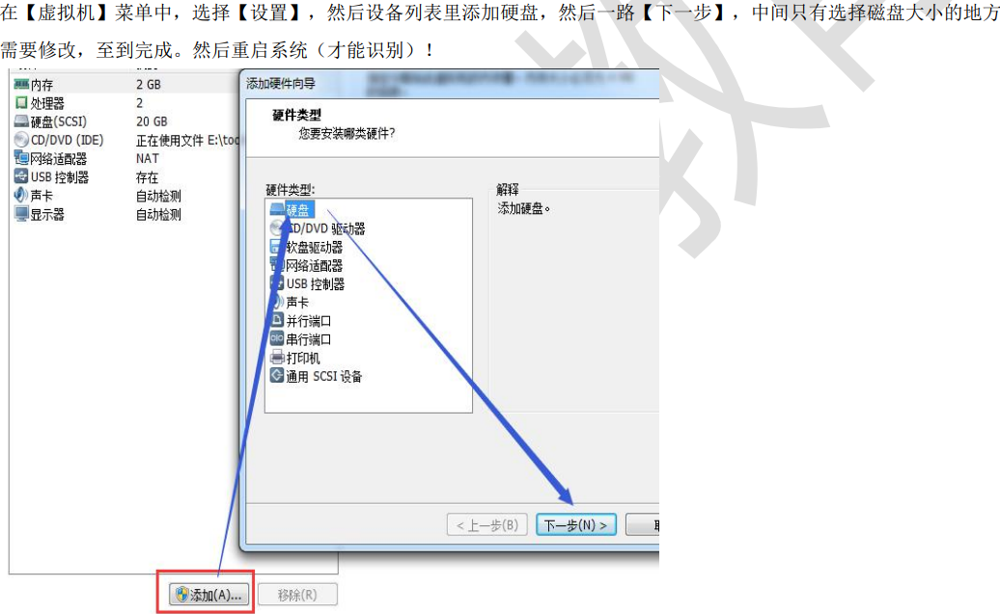 在【虚拟机】菜单中，选择【设置】，然后设备列表里添加硬盘，然后一路【下一步】，中间只有选择磁盘大小的地方
需要修改，至到完成。然后重启系统（才能识别）！
内存 2 GB
处理器 2
硬盘(SCSI) 20 GB
CD/DVD (IDE) 正在使用文件 E:\too
网络适配器 NAT
USB 控制器 存在
声卡 自动检测
显示器 自动检测
添加硬件向导
硬件类型
您要安装哪类硬件?
硬件类型:
硬盘
CD/DVD 驱动器
软盘驱动器
网络适配器
USB 控制器
声卡
并行端口
串行端口
打印机
通用 SCSI 设备
解释
添加硬盘。
< 上一步(B)
下一步(N) >
添加(A)...
移除(R)